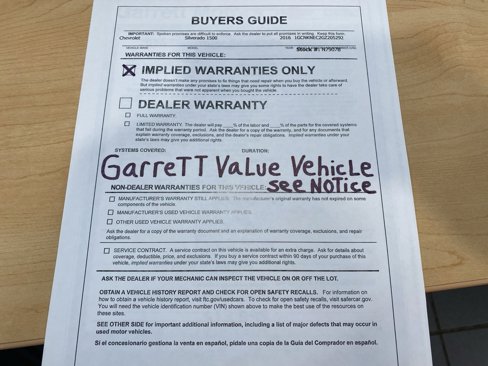 BUYERS GUIDE
IMPORTANT: Spoken promises are difficult to enforce. Ask the dealer to put all promises in writing. Keep this form.
Chevrolet Silverado 1500 2016 1GCNKNEC2GZ205292
VEHICLE MAKE MODEL YEAR
Stock #: N7907B
WARRANTIES FOR THIS VEHICLE:
IMPLIED WARRANTIES ONLY
The dealer doesn't make any promises to fix things that need repair when you buy the vehicle or afterward.
But implied warranties under your state's laws may give you some rights to have the dealer take care of
serious problems that were not apparent when you bought the vehicle
DEALER WARRANTY
FULL WARRANTY.
LIMITED WARRANTY. The dealer will pay ___% of the labor and ___% of the parts for the covered systems
that fail during the warranty period. Ask the dealer for a copy of the warranty, and for any documents that
explain warranty coverage, exclusions, and the dealer's repair obligations. Implied warranties under your
state's laws may give you additional rights.
SYSTEMS COVERED: DURATION:
GarreTT Value Vehicle
NON-DEALER WARRANTIES FOR THIS VEHICLE: see NOTICE
MANUFACTURER'S WARRANTY STILL APPLIES. The manufacturer's original warranty has not expired on some
components of the vehicle.
MANUFACTURER'S USED VEHICLE WARRANTY APPLIES.
OTHER USED VEHICLE WARRANTY APPLIES.
Ask the dealer for a copy of the warranty document and an explanation of warranty coverage, exclusions, and repair
obligations.
SERVICE CONTRACT. A service contract on this vehicle is available for an extra charge. Ask for details about
coverage, deductible, price, and exclusions. If you buy a service contract within 90 days of your purchase of this
vehicle, implied warranties under your state's laws may give you additional rights.
ASK THE DEALER IF YOUR MECHANIC CAN INSPECT THE VEHICLE ON OR OFF THE LOT.
OBTAIN A VEHICLE HISTORY REPORT AND CHECK FOR OPEN SAFETY RECALLS. For information on
how to obtain a vehicle history report, visit ftc.gov/usedcars. To check for open safety recalls, visit safercar.gov.
You will need the vehicle identification number (VIN) shown above to make the best use of the resources on
these sites.
SEE OTHER SIDE for important additional information, including a list of major defects that may occur in
used motor vehicles.
Si el concesionario gestiona la venta en español, pídale una copia de la Guía del Comprador en español.